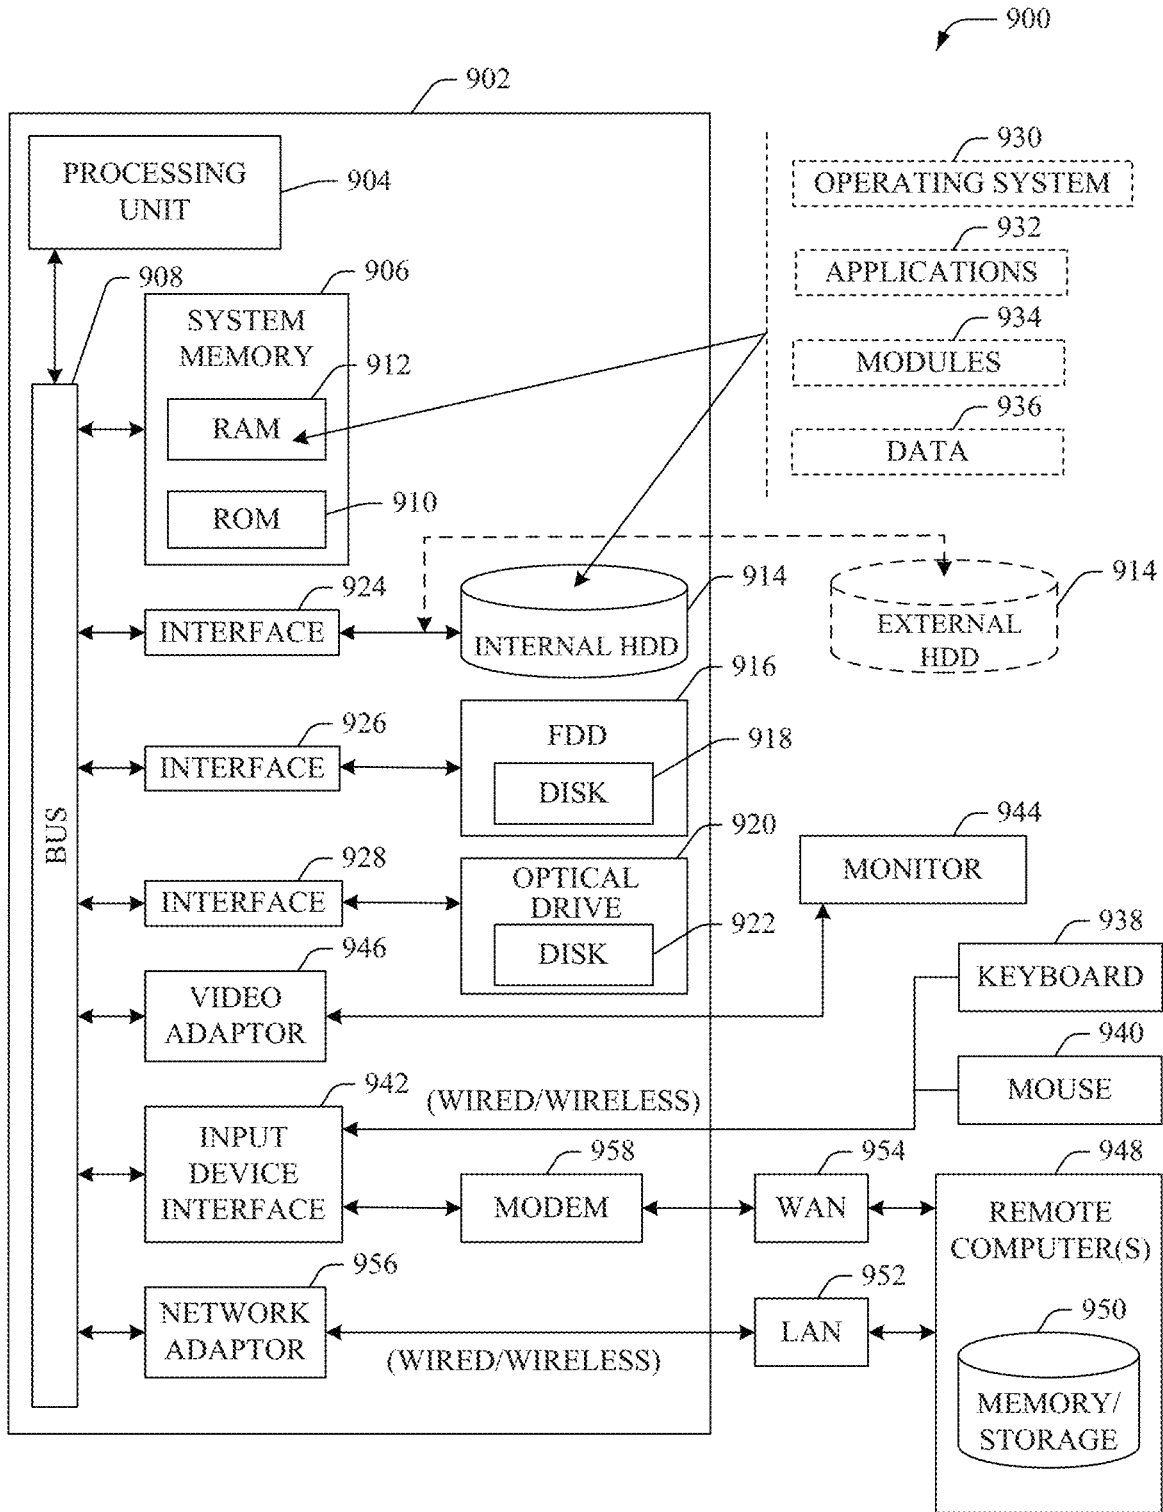 900
902
PROCESSING
UNIT
904
930
OPERATING SYSTEM
932
APPLICATIONS
934
MODULES
936
DATA
908
906
SYSTEM
MEMORY
912
RAM
910
ROM
924
INTERFACE
914
INTERNAL HDD
914
EXTERNAL
HDD
926
INTERFACE
916
FDD
918
DISK
BUS
928
INTERFACE
920
OPTICAL
DRIVE
922
DISK
944
MONITOR
946
VIDEO
ADAPTOR
938
KEYBOARD
940
MOUSE
942
INPUT
DEVICE
INTERFACE
(WIRED/WIRELESS)
958
MODEM
954
WAN
948
REMOTE
COMPUTER(S)
956
NETWORK
ADAPTOR
(WIRED/WIRELESS)
952
LAN
950
MEMORY/
STORAGE